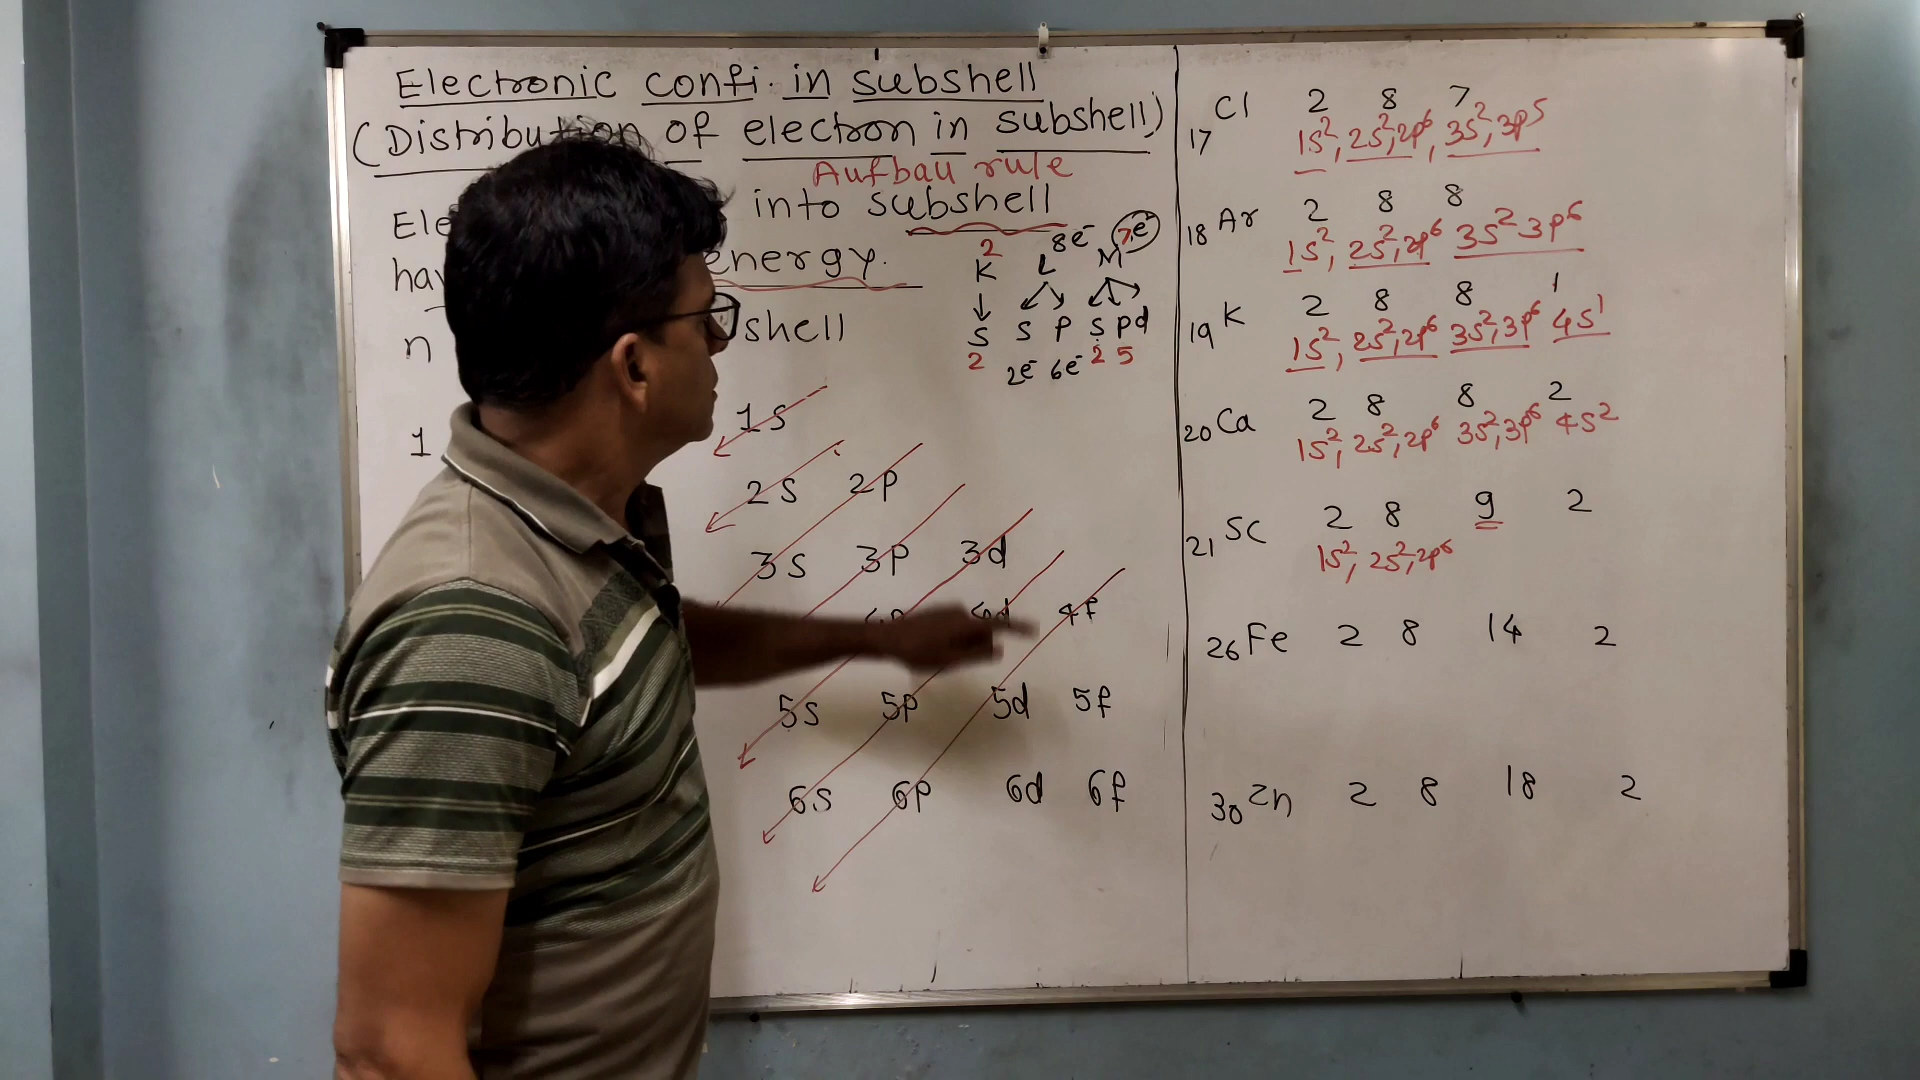 Electronic confi. in subshell
(Distribution of electron in subshell)
Aufbau rule
into subshell
energy.
shell
n
1
2 8e⁻ 7e⁻
K L M
S S P S P d
2 2e⁻ 6e⁻ 2 5
1s
2s 2p
3s 3p 3d
4d 4f
5s 5p 5d 5f
6s 6p 6d 6f
17 Cl 2 8 7
1s², 2s², 2p⁶, 3s², 3p⁵
18 Ar 2 8 8
1s², 2s², 2p⁶ 3s² 3p⁶
19 K 2 8 8 1
1s², 2s², 2p⁶ 3s², 3p⁶ 4s¹
20 Ca 2 8 8 2
1s², 2s², 2p⁶ 3s², 3p⁶ 4s²
21 Sc 2 8 9 2
1s², 2s², 2p⁶
26 Fe 2 8 14 2
30 Zn 2 8 18 2